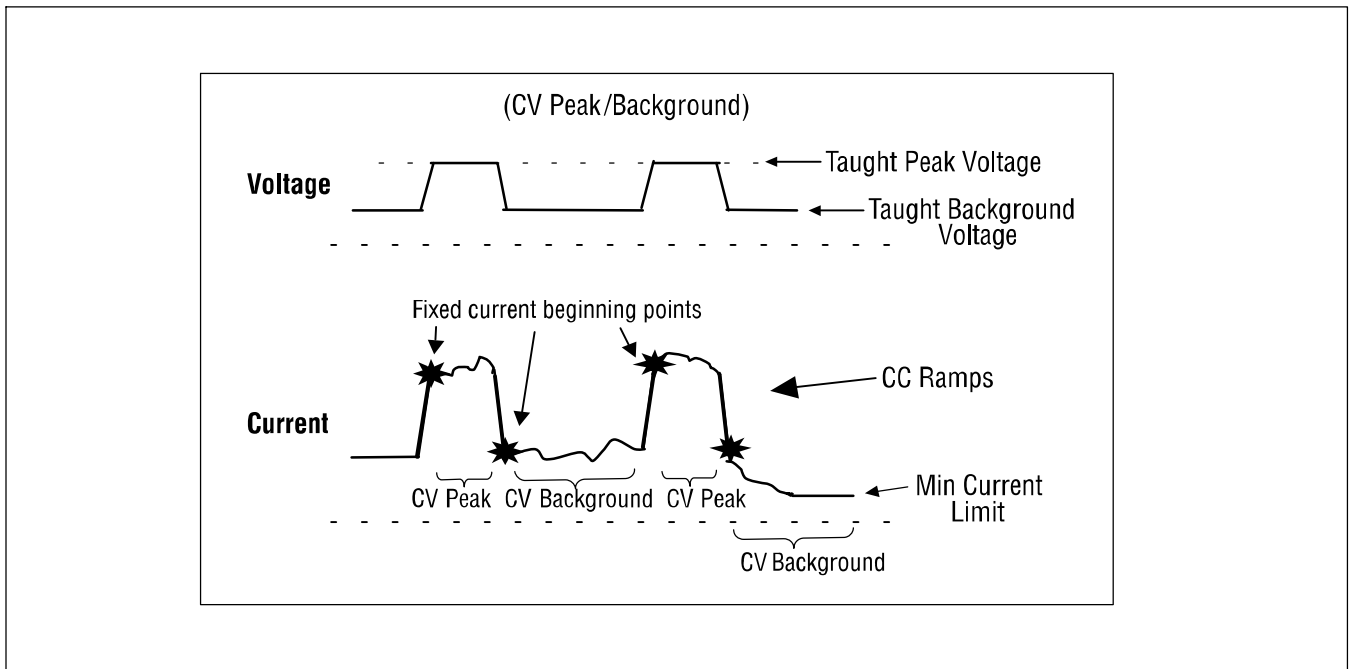 (CV Peak/Background)
Voltage
Taught Peak Voltage
Taught Background
Voltage
Fixed current beginning points
CC Ramps
Current
CV Peak
CV Background
CV Peak
Min Current
Limit
CV Background